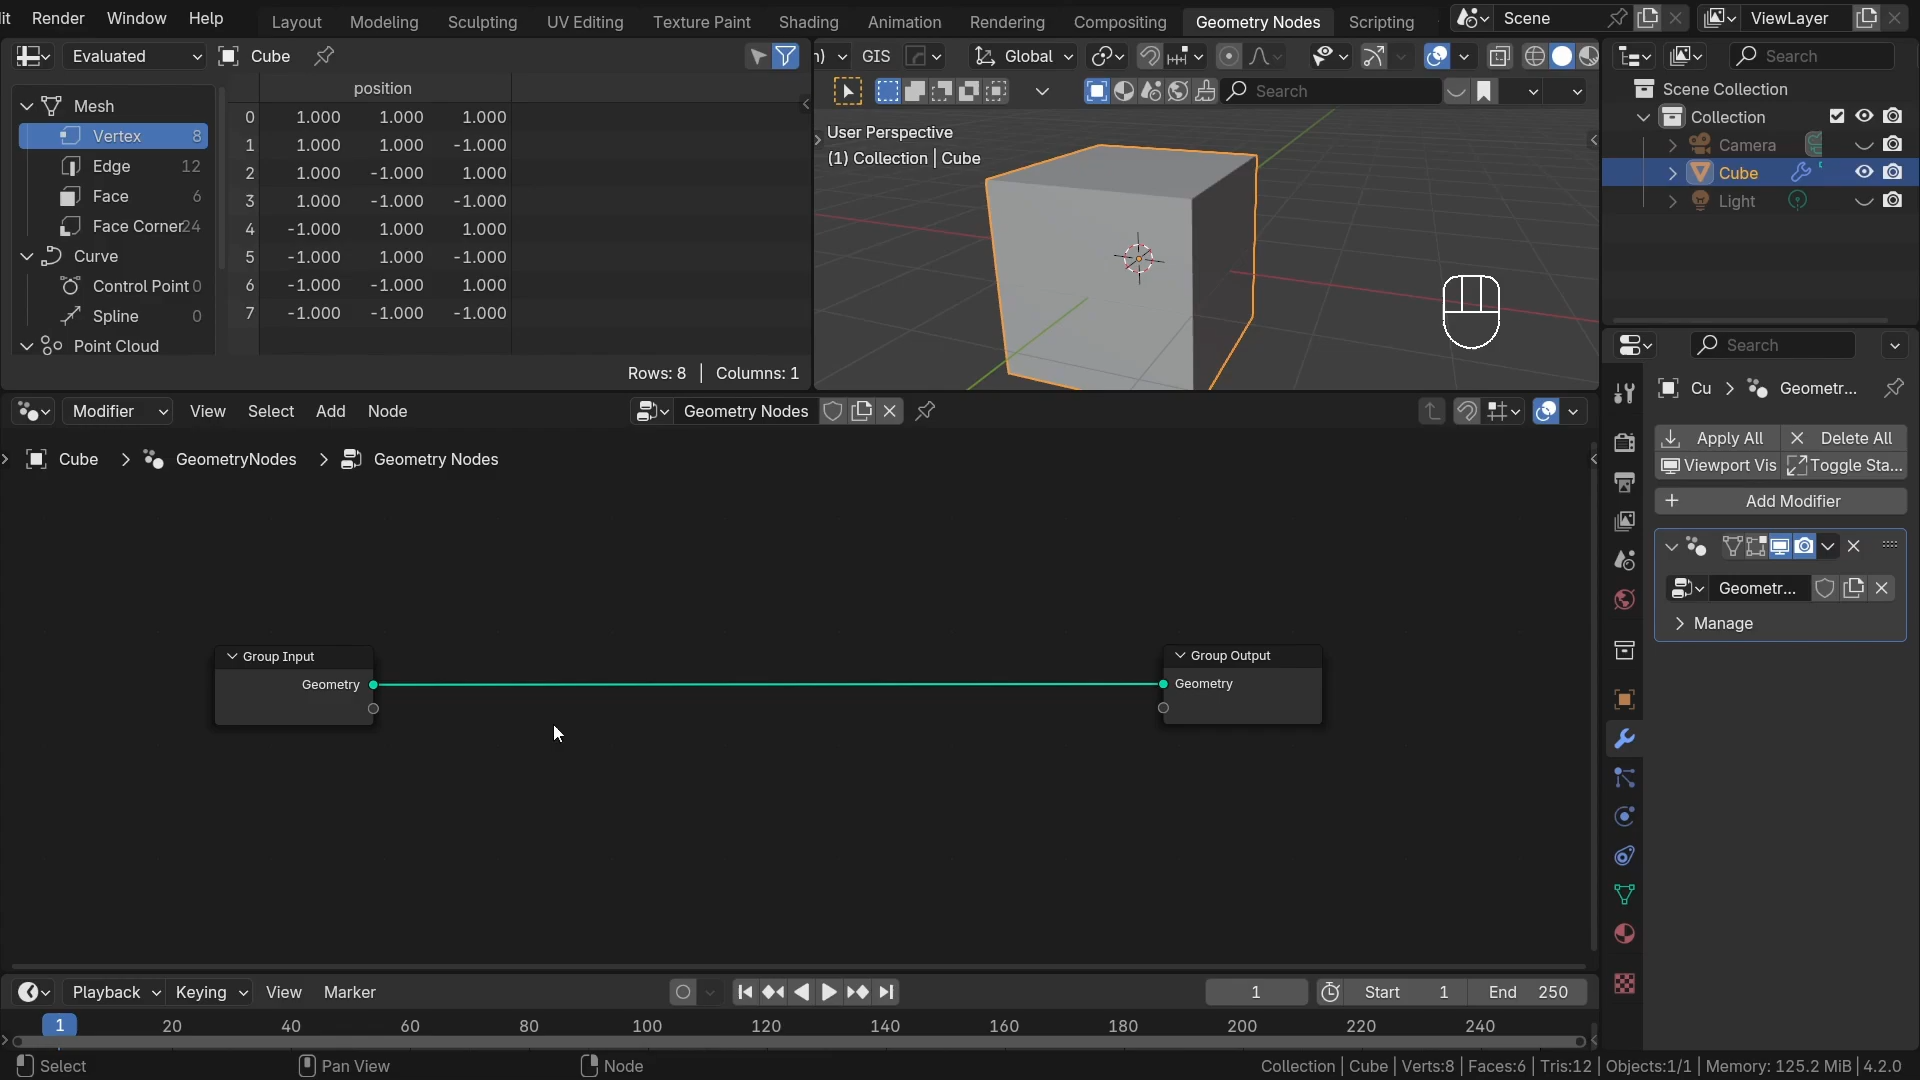 it Render Window Help Layout Modeling Sculpting UV Editing Texture Paint Shading Animation Rendering Compositing Geometry Nodes Scripting Scene ViewLayer
Evaluated Cube
position
Mesh
Vertex 8
Edge 12
Face 6
Face Corner 24
Curve
Control Point 0
Spline 0
Point Cloud
0 1.000 1.000 1.000
1 1.000 1.000 -1.000
2 1.000 -1.000 1.000
3 1.000 -1.000 -1.000
4 -1.000 1.000 1.000
5 -1.000 1.000 -1.000
6 -1.000 -1.000 1.000
7 -1.000 -1.000 -1.000
Rows: 8 | Columns: 1
) GIS Global
Search
User Perspective
(1) Collection | Cube
Search
Scene Collection
Collection
Camera
Cube
Light
Search
Cu > Geometr...
Apply All Delete All
Viewport Vis Toggle Sta...
Add Modifier
Geometr...
Manage
Modifier View Select Add Node Geometry Nodes
Cube > GeometryNodes > Geometry Nodes
Group Input
Geometry
Group Output
Geometry
Playback Keying View Marker 1 Start 1 End 250
1 20 40 60 80 100 120 140 160 180 200 220 240
Select Pan View Node Collection | Cube | Verts:8 | Faces:6 | Tris:12 | Objects:1/1 | Memory: 125.2 MiB | 4.2.0